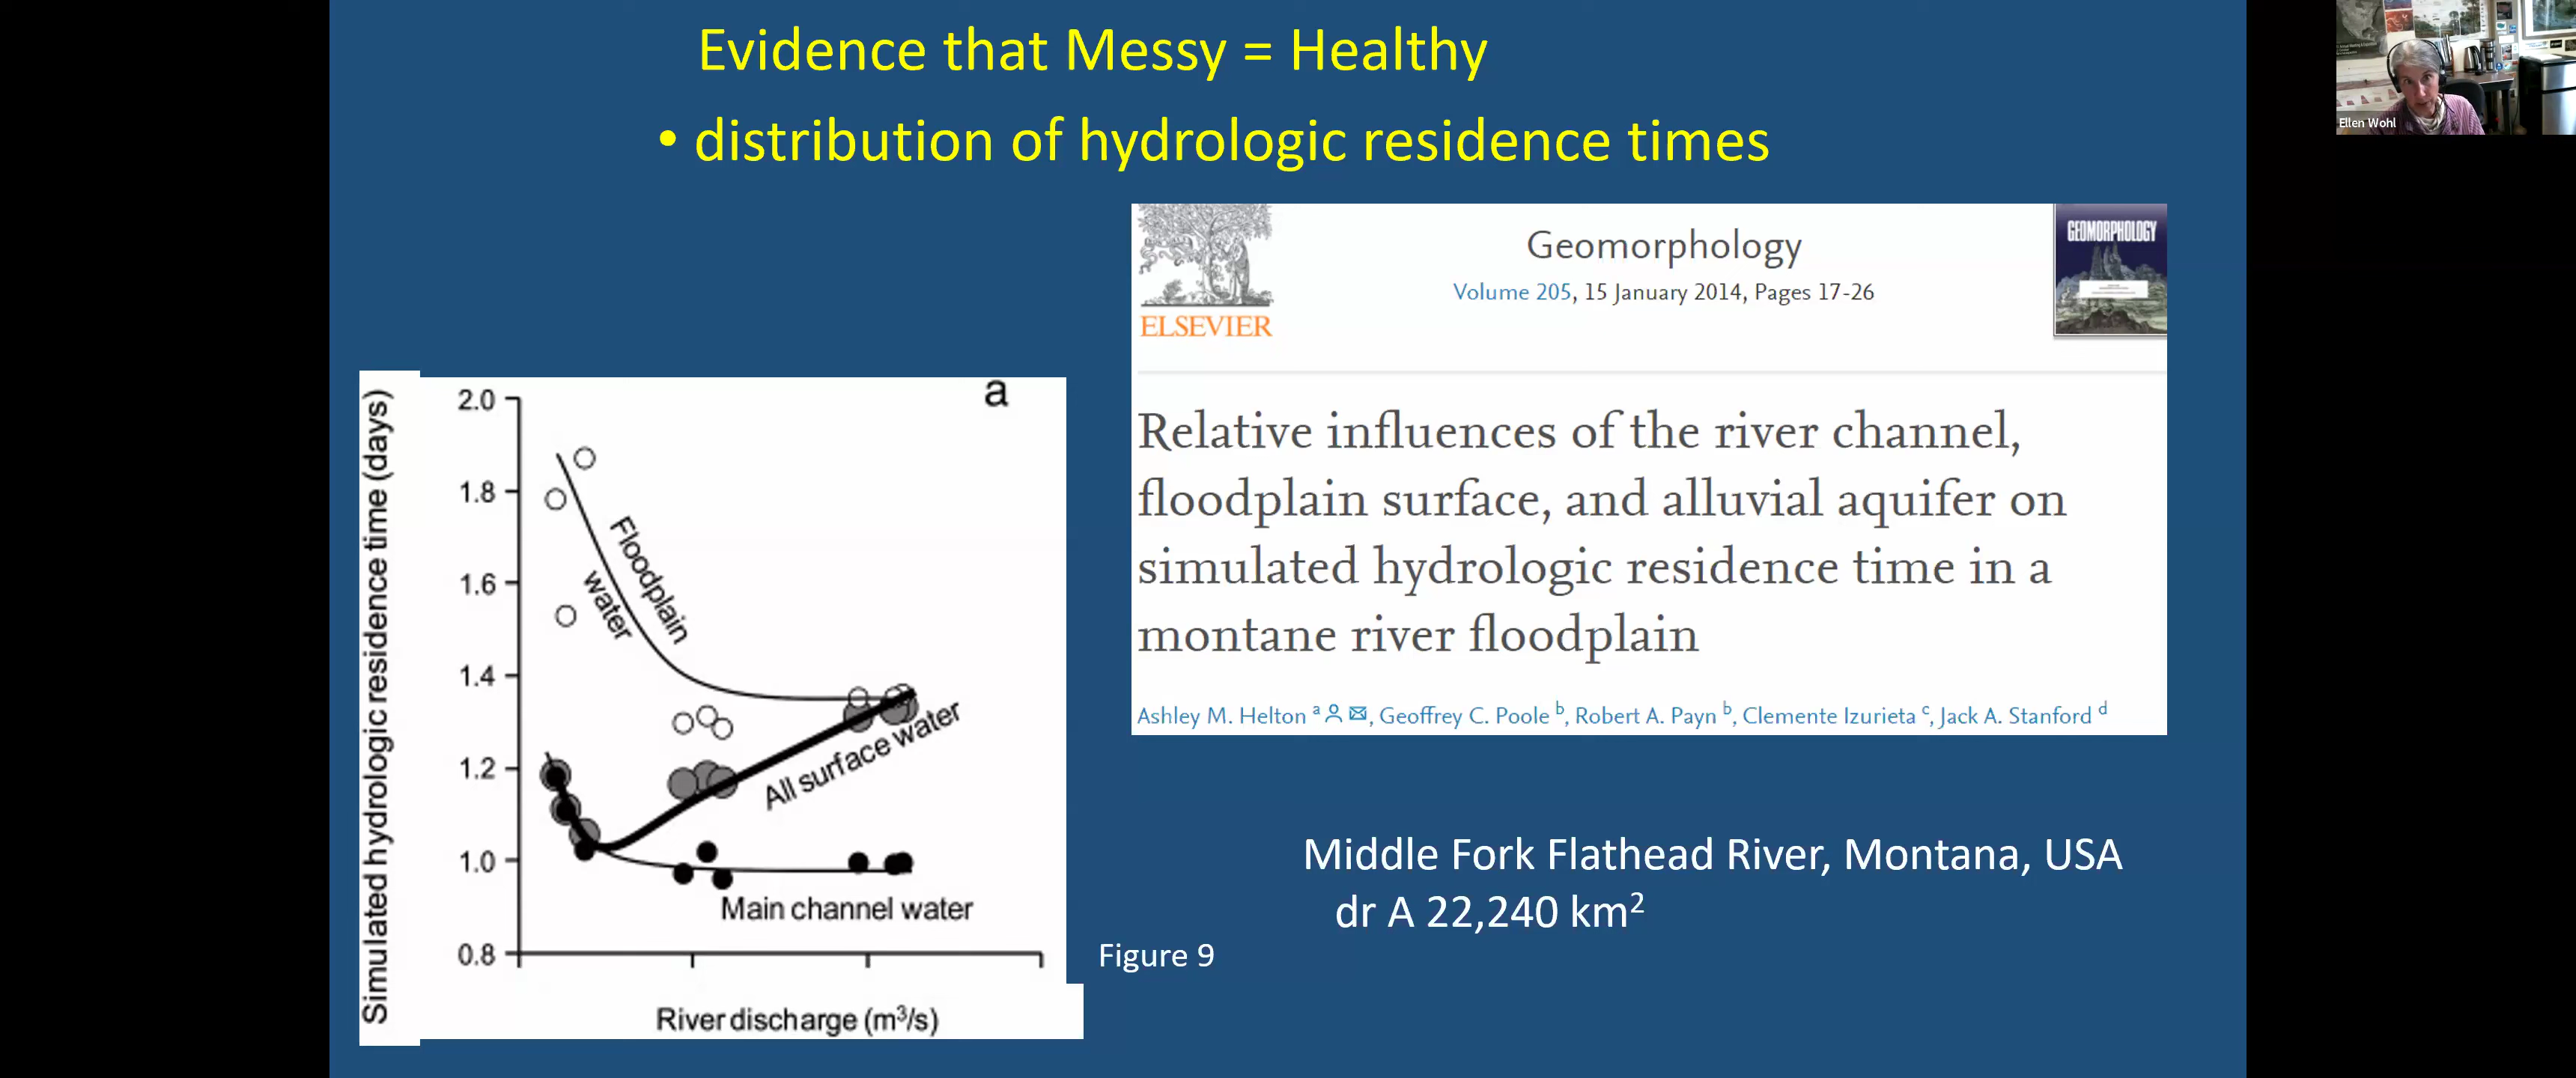 Evidence that Messy = Healthy
• distribution of hydrologic residence times
Ellen Wohl
ELSEVIER
Geomorphology
Volume 205, 15 January 2014, Pages 17-26
GEOMORPHOLOGY
Relative influences of the river channel,
floodplain surface, and alluvial aquifer on
simulated hydrologic residence time in a
montane river floodplain
Ashley M. Helton a, Geoffrey C. Poole b, Robert A. Payn b, Clemente Izurieta c, Jack A. Stanford d
a
Simulated hydrologic residence time (days)
2.0
1.8
1.6
1.4
1.2
1.0
0.8
Floodplain
water
All surface water
Main channel water
River discharge (m³/s)
Figure 9
Middle Fork Flathead River, Montana, USA
dr A 22,240 km²